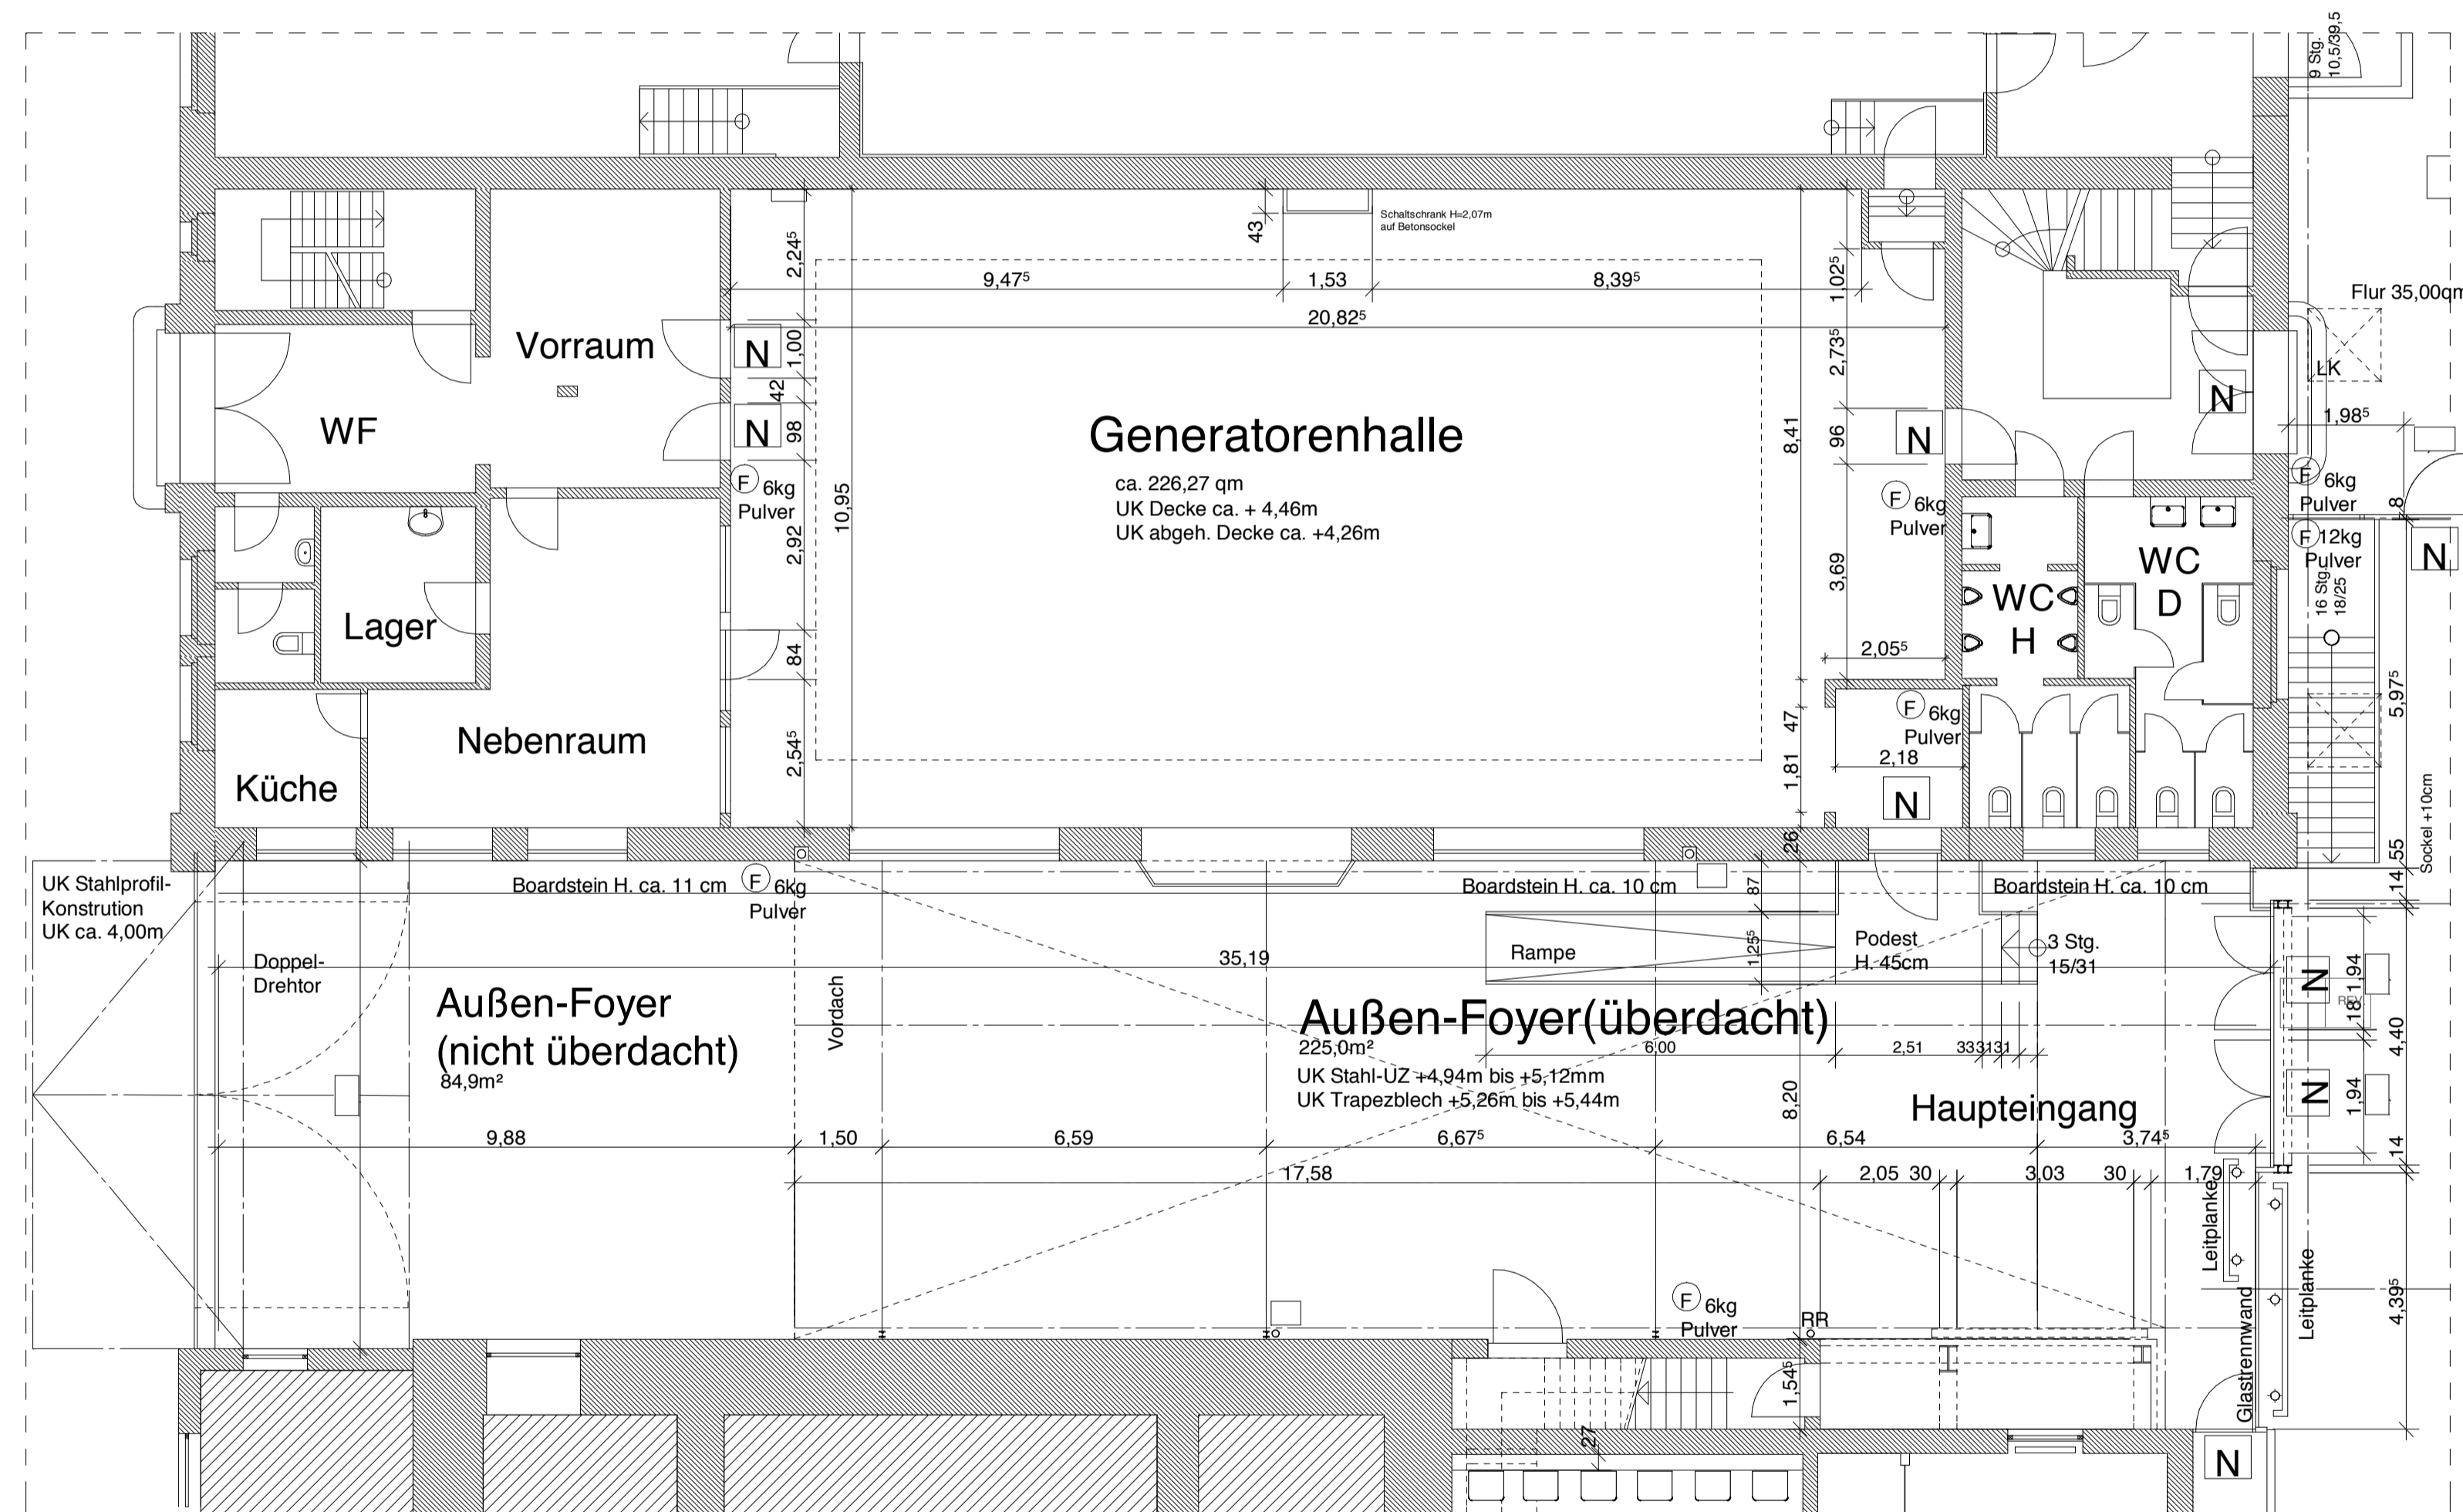 9 Stg.
10,5/39,5
Schaltschrank H=2,07m
auf Betonsockel
43
2,24⁵
1,02⁵
9,47⁵
1,53
8,39⁵
20,82⁵
Flur 35,00qm
Vorraum
N
1,00
42
2,73⁵
LK
WF
N
98
Generatorenhalle
8,41
96
N
N
1,98⁵
F 6kg
Pulver
10,95
ca. 226,27 qm
UK Decke ca. + 4,46m
UK abgeh. Decke ca. +4,26m
F 6kg
Pulver
F 6kg
Pulver
8
2,92
F 12kg
Pulver
N
3,69
WC
D
WC
H
16 Stg.
18/25
Lager
84
2,05⁵
5,97⁵
47
F 6kg
Pulver
Nebenraum
2,54⁵
1,81
2,18
Küche
N
Sockel +10cm
26
55
14
UK Stahlprofil-
Konstrution
UK ca. 4,00m
Boardstein H. ca. 11 cm
F 6kg
Pulver
Boardstein H. ca. 10 cm
87
Boardstein H. ca. 10 cm
Doppel-
Drehtor
35,19
Rampe
1,25⁵
Podest
H. 45cm
3 Stg.
15/31
N
1,94
18
Außen-Foyer
(nicht überdacht)
84,9m²
Vordach
Außen-Foyer(überdacht)
225,0m²
UK Stahl-UZ +4,94m bis +5,12mm
UK Trapezblech +5,26m bis +5,44m
6,00
2,51
33
31
31
4,40
8,20
Haupteingang
N
1,94
9,88
1,50
6,59
6,67⁵
6,54
3,74⁵
14
17,58
2,05
30
3,03
30
1,79
Leitplanke
Leitplanke
4,39⁵
F 6kg
Pulver
RR
1,54⁵
Glastrennwand
27
N